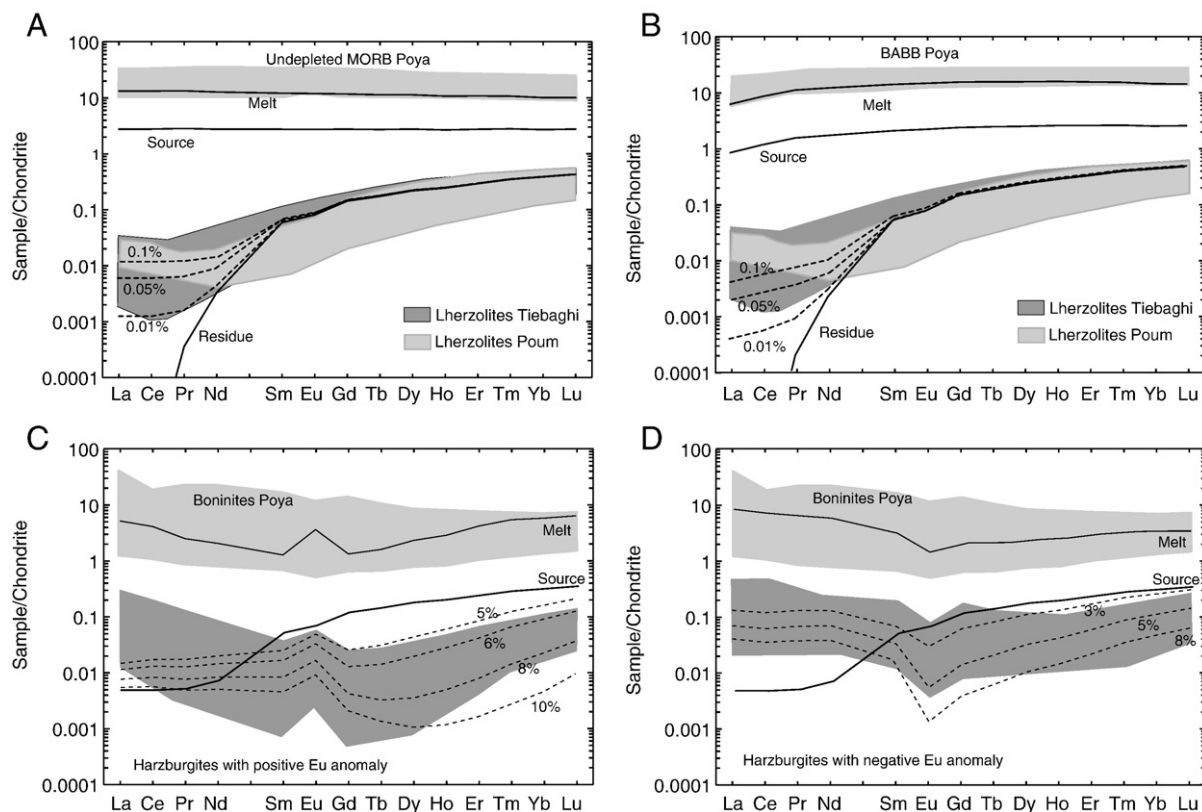 A
Undepleted MORB Poya
Melt
Source
0.1%
0.05%
0.01%
Residue
Lherzolites Tiebaghi
Lherzolites Poum
Sample/Chondrite
100
10
1
0.1
0.01
0.001
0.0001
La Ce Pr Nd Sm Eu Gd Tb Dy Ho Er Tm Yb Lu
B
BABB Poya
Melt
Source
0.1%
0.05%
0.01%
Residue
Lherzolites Tiebaghi
Lherzolites Poum
Sample/Chondrite
100
10
1
0.1
0.01
0.001
0.0001
La Ce Pr Nd Sm Eu Gd Tb Dy Ho Er Tm Yb Lu
C
Boninites Poya
Melt
Source
5%
6%
8%
10%
Harzburgites with positive Eu anomaly
Sample/Chondrite
100
10
1
0.1
0.01
0.001
0.0001
La Ce Pr Nd Sm Eu Gd Tb Dy Ho Er Tm Yb Lu
D
Boninites Poya
Melt
Source
3%
5%
8%
Harzburgites with negative Eu anomaly
Sample/Chondrite
100
10
1
0.1
0.01
0.001
0.0001
La Ce Pr Nd Sm Eu Gd Tb Dy Ho Er Tm Yb Lu